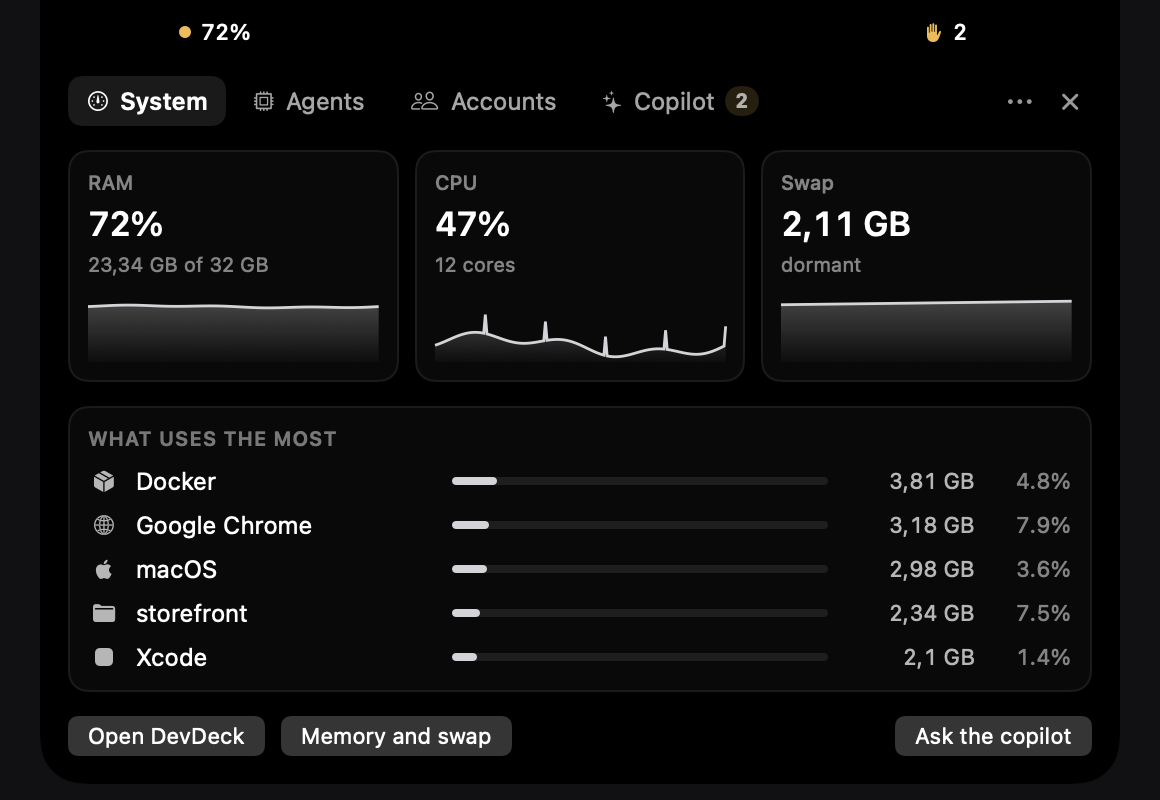 72% 2
System Agents Accounts Copilot 2
RAM
72%
23,34 GB of 32 GB
CPU
47%
12 cores
Swap
2,11 GB
dormant
WHAT USES THE MOST
Docker 3,81 GB 4.8%
Google Chrome 3,18 GB 7.9%
macOS 2,98 GB 3.6%
storefront 2,34 GB 7.5%
Xcode 2,1 GB 1.4%
Open DevDeck Memory and swap Ask the copilot